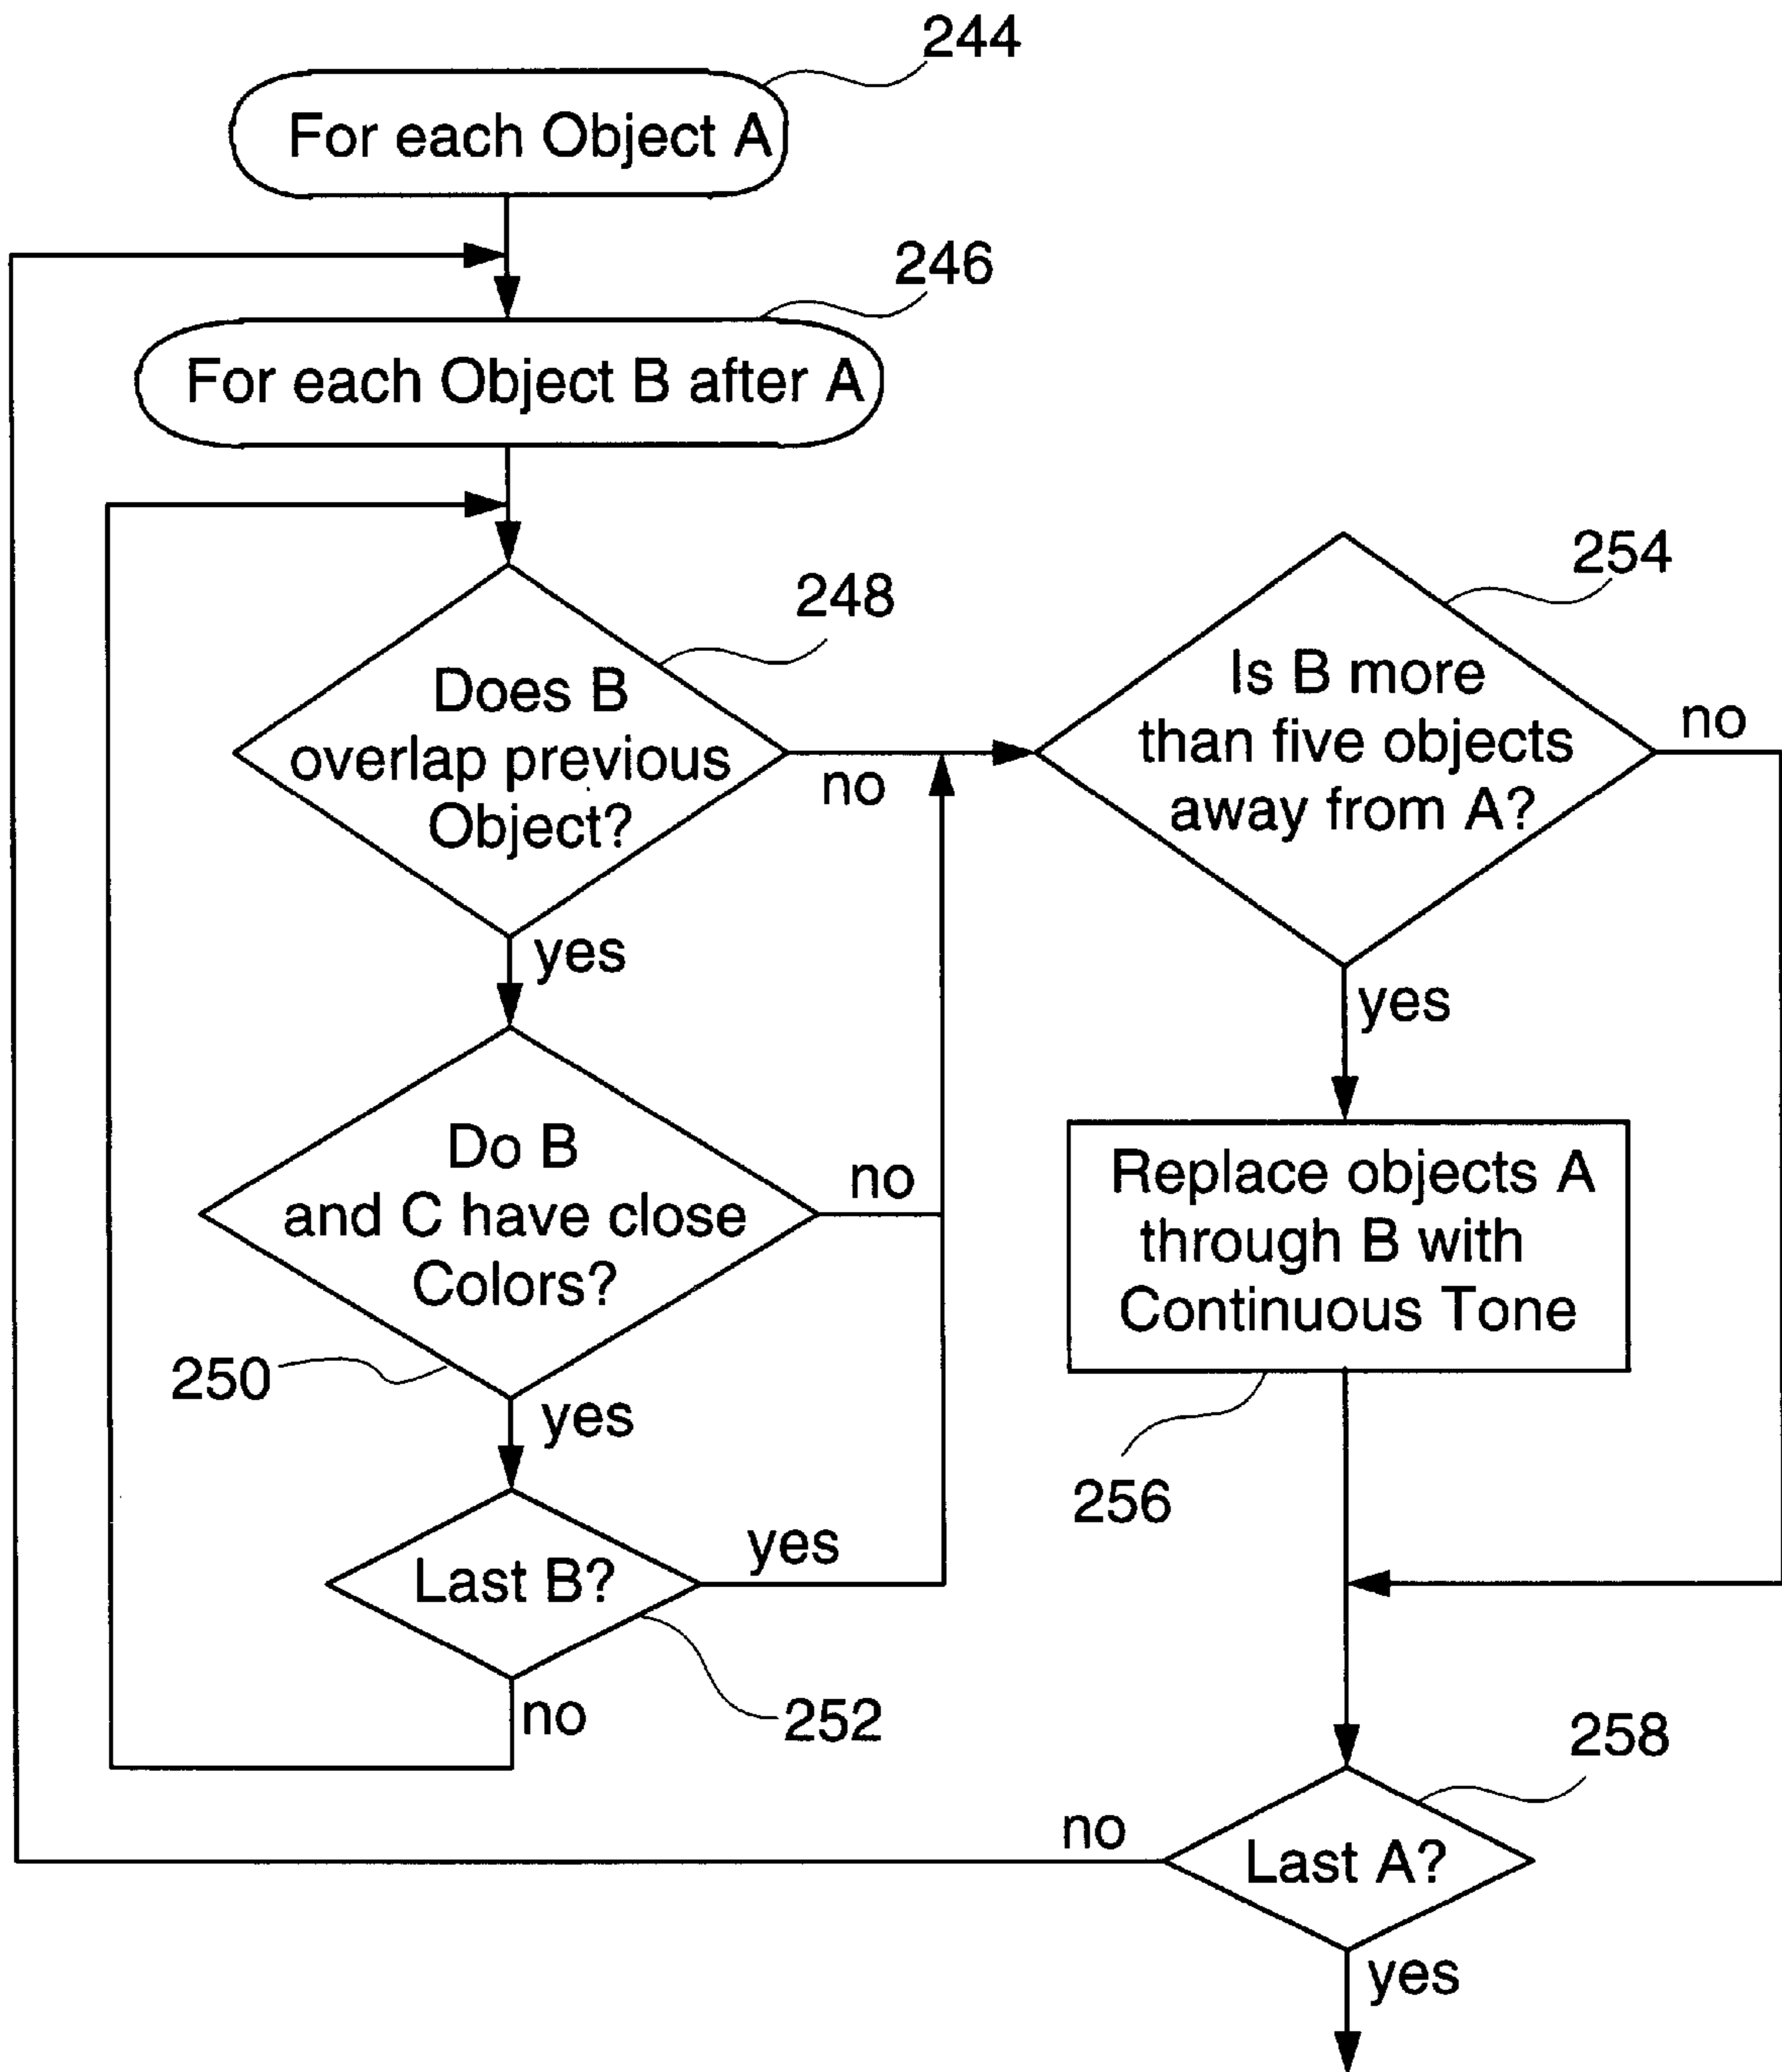 244
For each Object A
246
For each Object B after A
248
Does B
overlap previous
Object?
no
yes
254
Is B more
than five objects
away from A?
no
yes
Do B
and C have close
Colors?
no
250
yes
Replace objects A
through B with
Continuous Tone
256
Last B?
yes
252
no
258
Last A?
no
yes